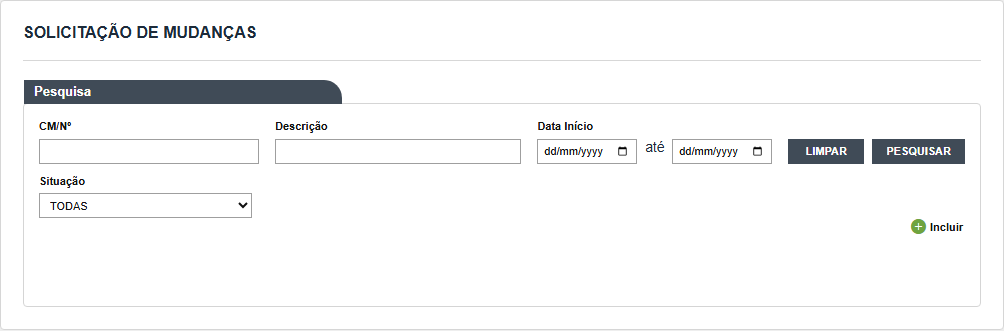 SOLICITAÇÃO DE MUDANÇAS
Pesquisa
CM/Nº Descrição Data Início
dd/mm/yyyy até dd/mm/yyyy LIMPAR PESQUISAR
Situação
TODAS
Incluir